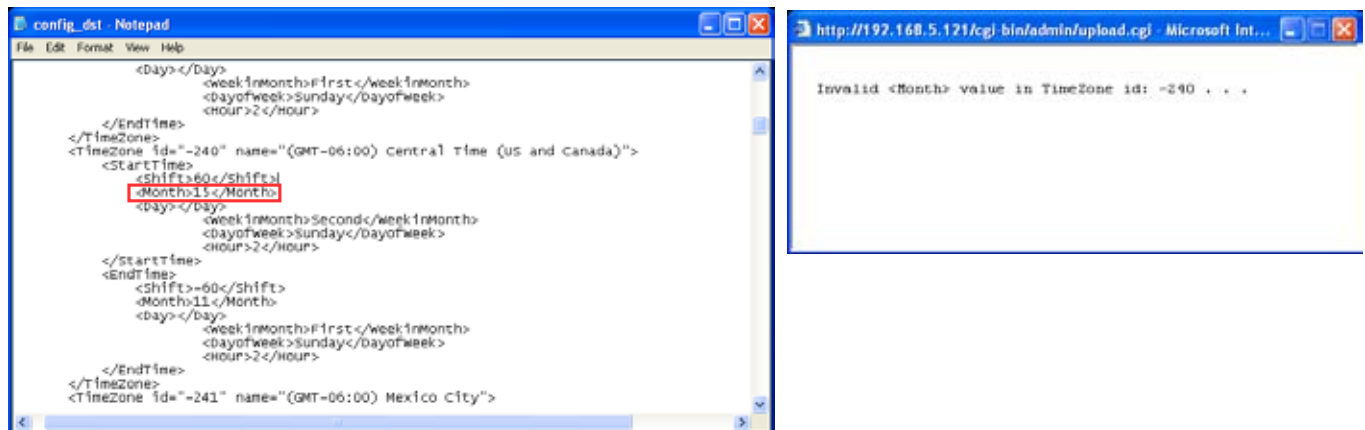 config_dst - Notepad
File Edit Format View Help
<Day></Day>
<WeekinMonth>First</WeekinMonth>
<DayofWeek>Sunday</DayofWeek>
<Hour>2</Hour>
</EndTime>
</TimeZone>
<TimeZone id="-240" name="(GMT-06:00) Central Time (US and Canada)">
<StartTime>
<Shift>60</Shift>
<Month>15</Month>
<Day></Day>
<WeekinMonth>Second</WeekinMonth>
<DayofWeek>Sunday</DayofWeek>
<Hour>2</Hour>
</StartTime>
<EndTime>
<Shift>-60</Shift>
<Month>11</Month>
<Day></Day>
<WeekinMonth>First</WeekinMonth>
<DayofWeek>Sunday</DayofWeek>
<Hour>2</Hour>
</EndTime>
</TimeZone>
<TimeZone id="-241" name="(GMT-06:00) Mexico City">
http://192.168.5.121/cgi-bin/admin/upload.cgi - Microsoft Int...
Invalid <Month> value in TimeZone id: -240 . . .